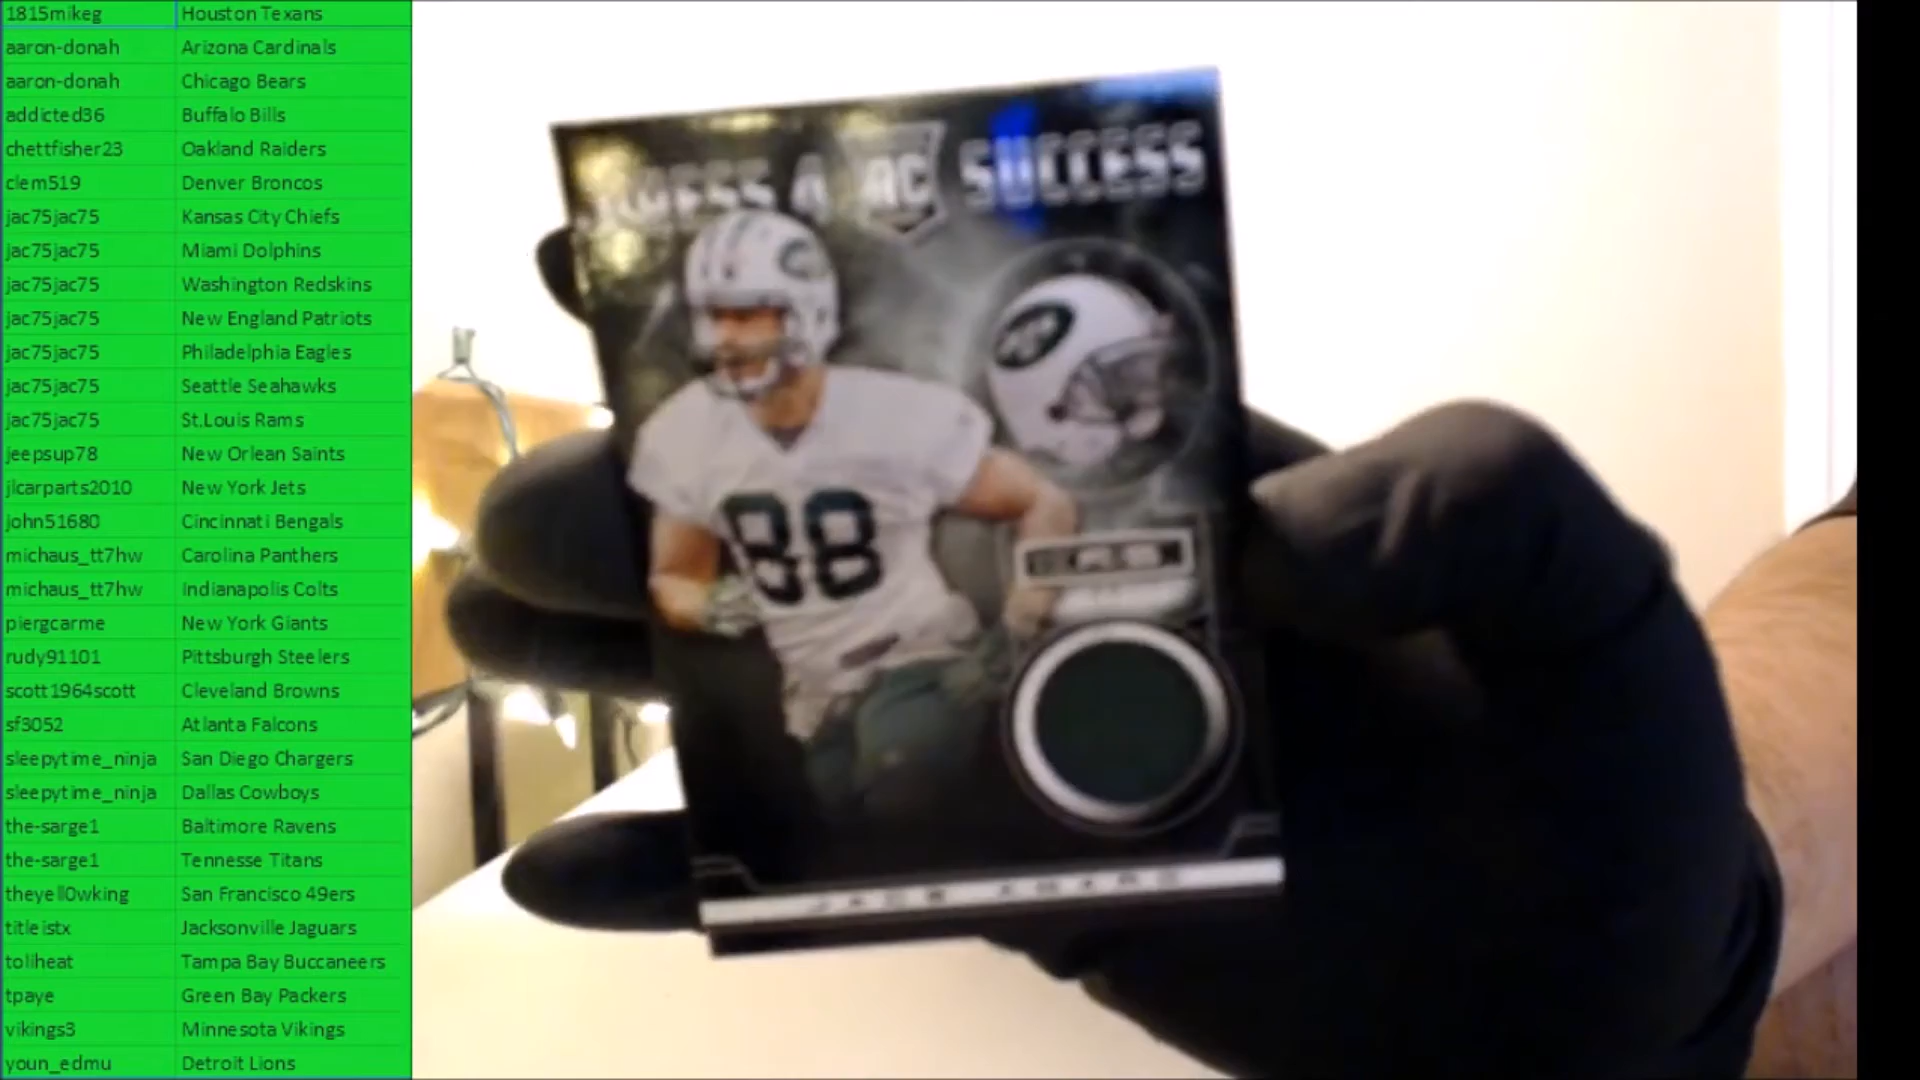 1815mikeg Houston Texans
aaron-donah Arizona Cardinals
aaron-donah Chicago Bears
addicted36 Buffalo Bills
chettfisher23 Oakland Raiders
clem519 Denver Broncos
jac75jac75 Kansas City Chiefs
jac75jac75 Miami Dolphins
jac75jac75 Washington Redskins
jac75jac75 New England Patriots
jac75jac75 Philadelphia Eagles
jac75jac75 Seattle Seahawks
jac75jac75 St.Louis Rams
jeepsup78 New Orlean Saints
jlcarparts2010 New York Jets
john51680 Cincinnati Bengals
michaus_tt7hw Carolina Panthers
michaus_tt7hw Indianapolis Colts
piergcarme New York Giants
rudy91101 Pittsburgh Steelers
scott1964scott Cleveland Browns
sf3052 Atlanta Falcons
sleepytime_ninja San Diego Chargers
sleepytime_ninja Dallas Cowboys
the-sarge1 Baltimore Ravens
the-sarge1 Tennesse Titans
theyell0wking San Francisco 49ers
titleistx Jacksonville Jaguars
toliheat Tampa Bay Buccaneers
tpaye Green Bay Packers
vikings3 Minnesota Vikings
youn_edmu Detroit Lions
SUCCESS
88
JACE AMARO